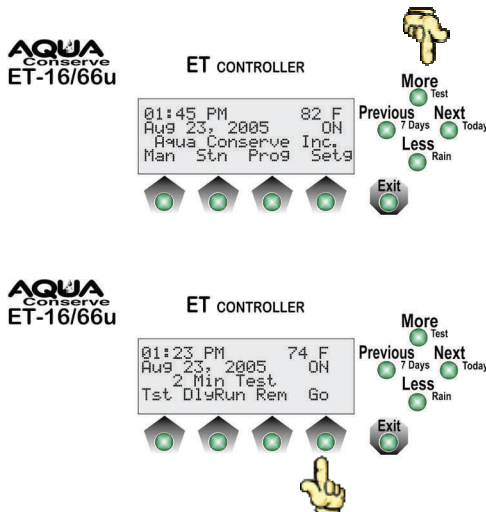 AQUA
Conserve
ET-16/66u
ET CONTROLLER
01:45 PM 82 F
Aug 23, 2005 ON
Aqua Conserve Inc.
Man Stn Prog Setg
More
Test
Previous
7 Days
Next
Today
Less
Rain
Exit
AQUA
Conserve
ET-16/66u
ET CONTROLLER
01:23 PM 74 F
Aug 23, 2005 ON
2 Min Test
Tst DlyRun Rem Go
More
Test
Previous
7 Days
Next
Today
Less
Rain
Exit